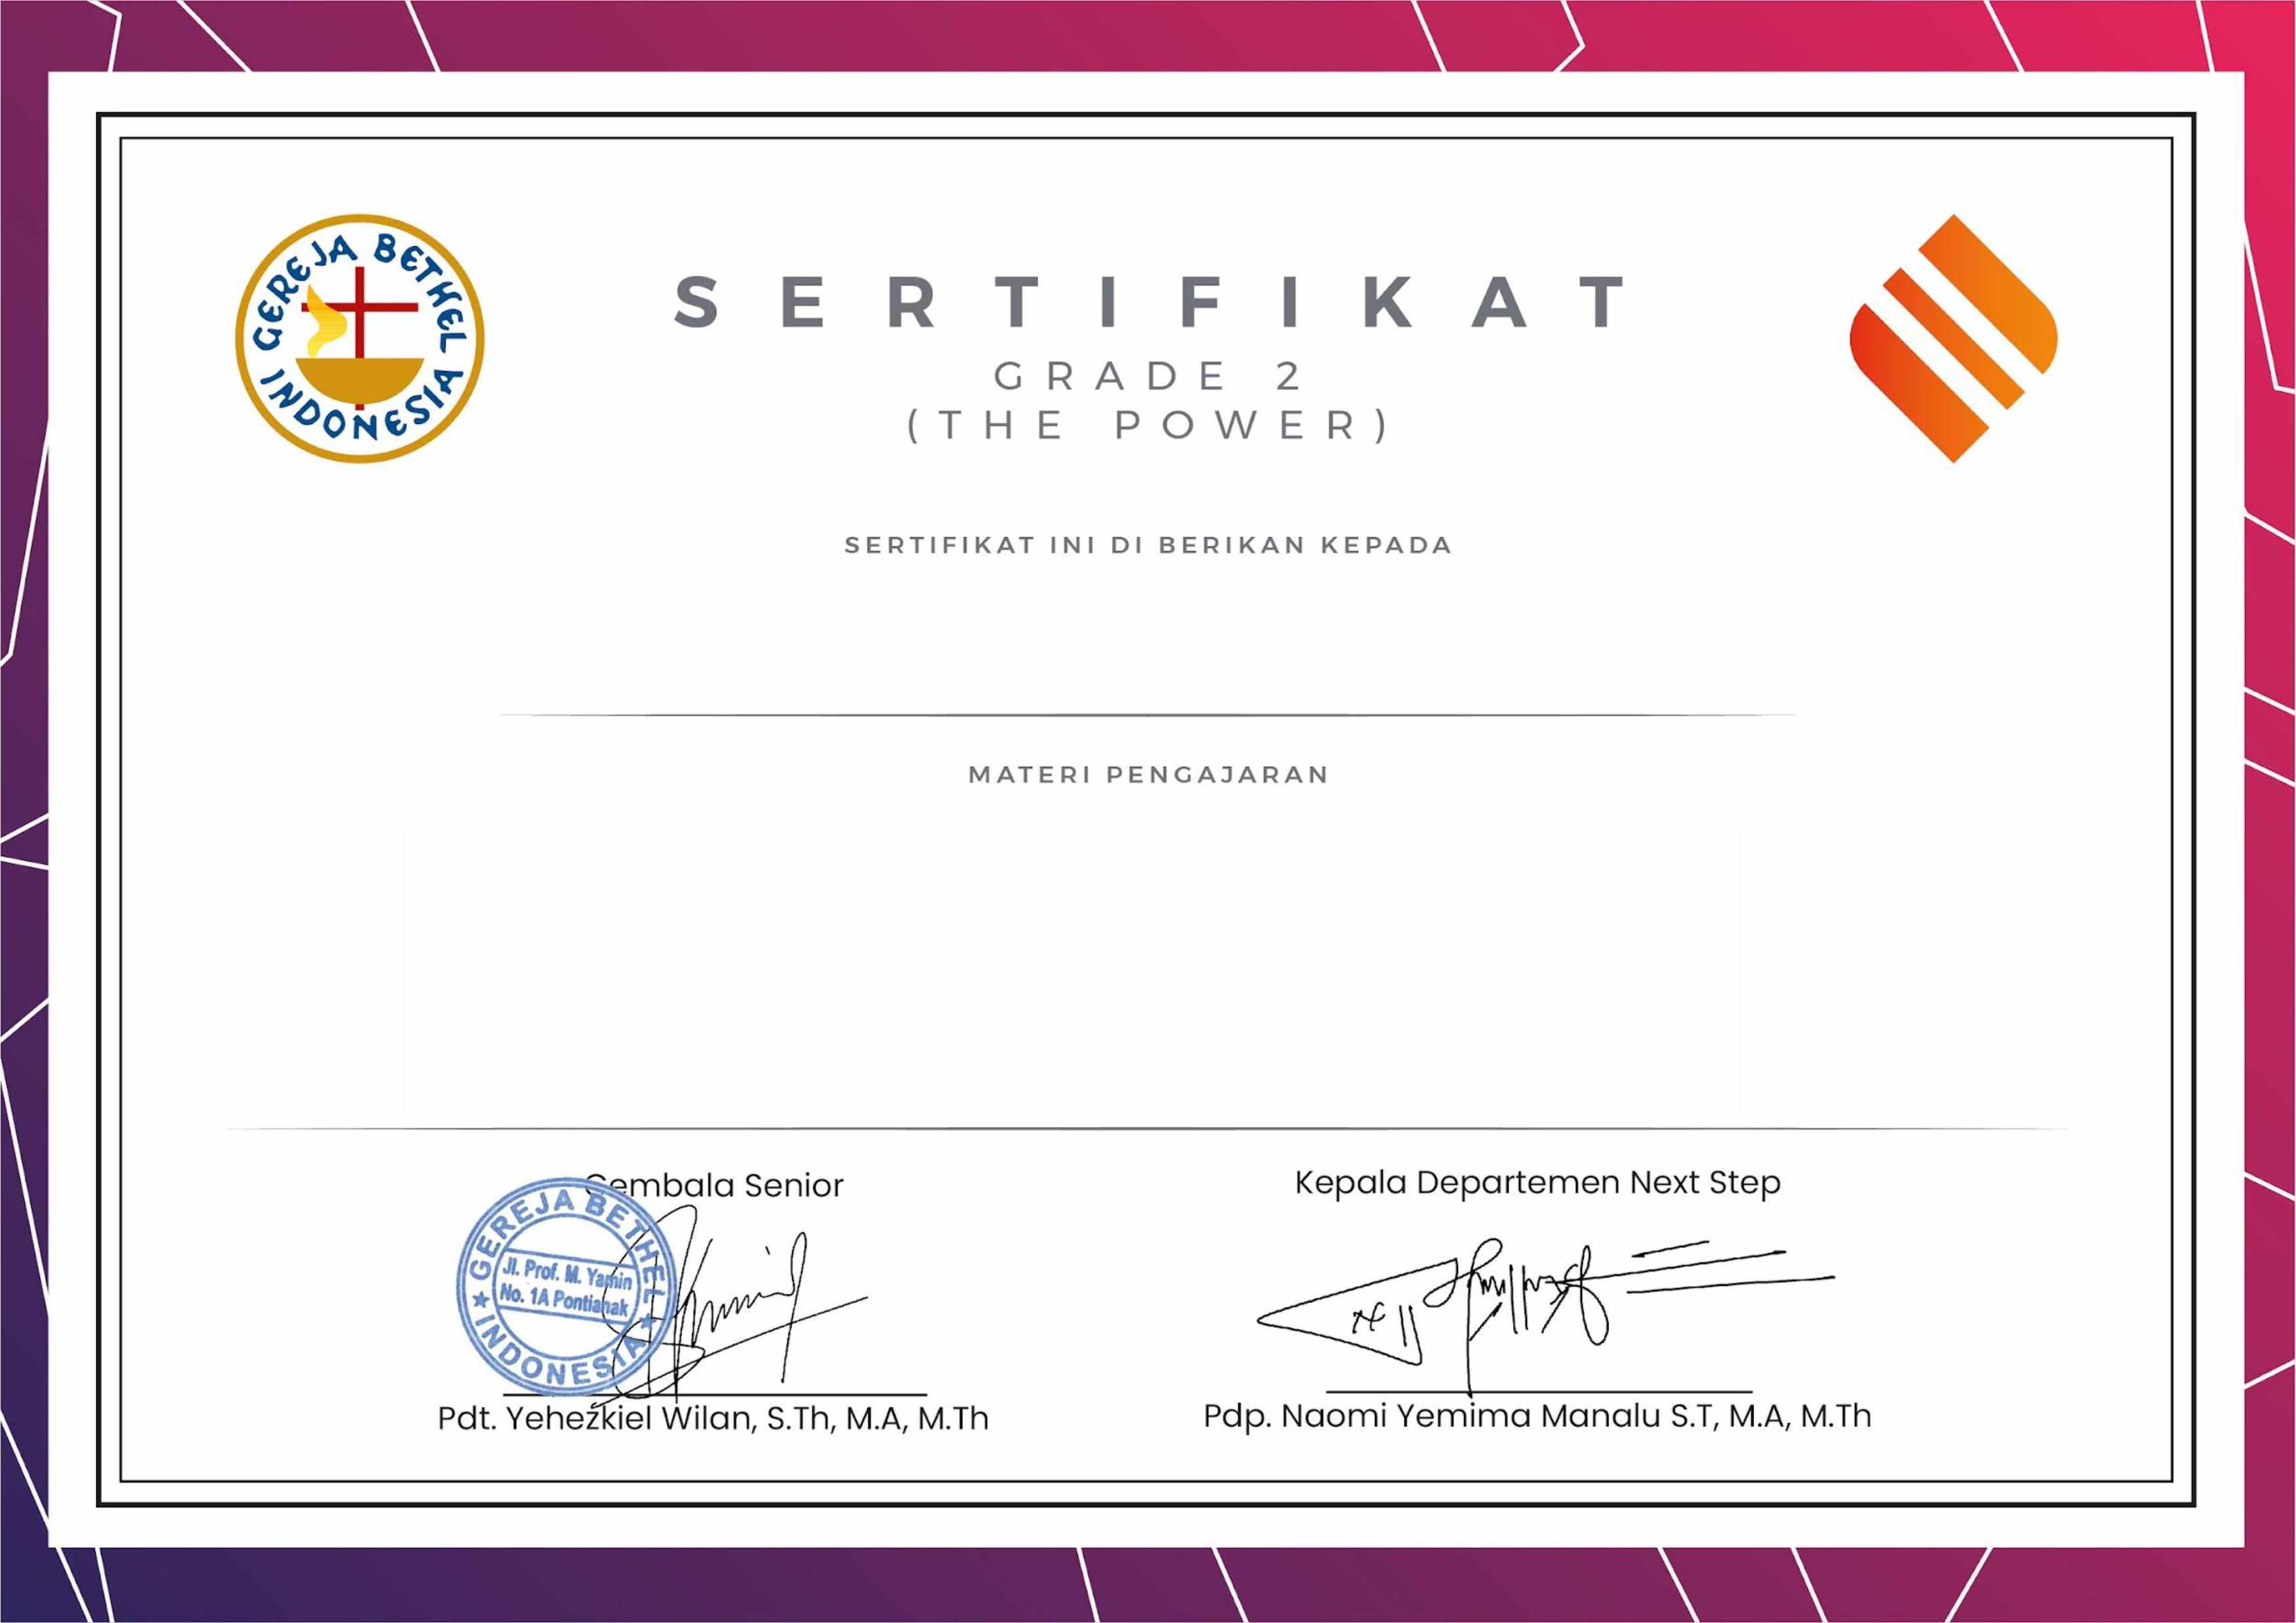 GEREJA BETHEL INDONESIA
SERTIFIKAT
GRADE 2
(THE POWER)
SERTIFIKAT INI DI BERIKAN KEPADA
MATERI PENGAJARAN
Gembala Senior
GEREJA BETHEL INDONESIA
Jl. Prof. M. Yamin
No. 1A Pontianak
Pdt. Yehezkiel Wilan, S.Th, M.A, M.Th
Kepala Departemen Next Step
Pdp. Naomi Yemima Manalu S.T, M.A, M.Th